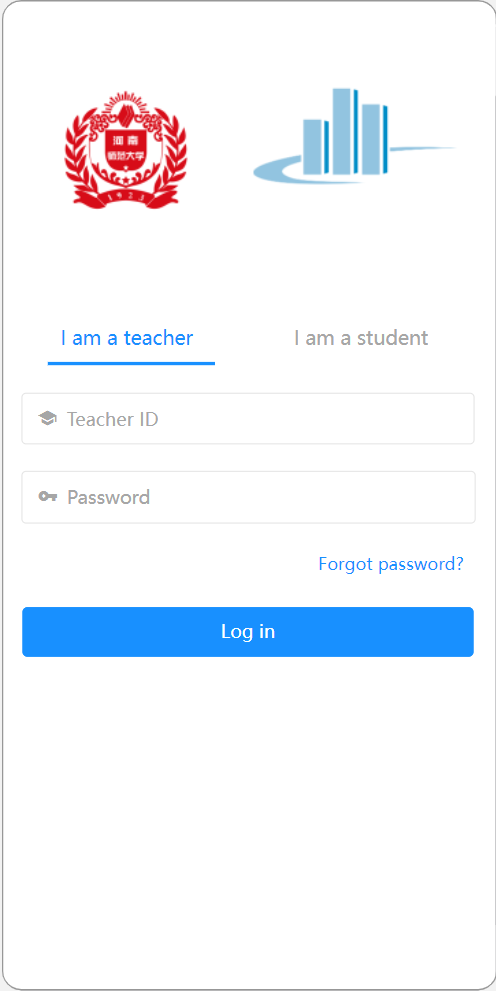 河南
师范大学
1923
I am a teacher
I am a student
Teacher ID
Password
Forgot password?
Log in